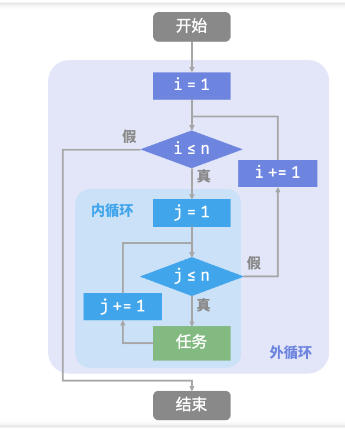 开始
i = 1
假
i ≤ n
真
i += 1
内循环
j = 1
假
j ≤ n
j += 1
真
任务
外循环
结束